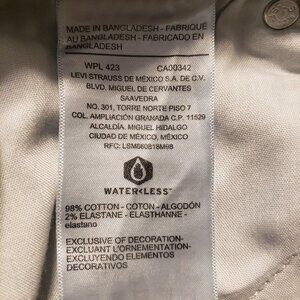 MADE IN BANGLADESH - FABRIQUÉ
AU BANGLADESH - FABRICADO EN
BANGLADESH
WPL 423 CA00342
LEVI STRAUSS DE MÉXICO S.A. DE C.V.
BLVD. MIGUEL DE CERVANTES
SAAVEDRA
NO. 301, TORRE NORTE PISO 7
COL. AMPLIACIÓN GRANADA C.P. 11529
ALCALDÍA. MIGUEL HIDALGO
CIUDAD DE MÉXICO, MÉXICO
RFC: LSM860818M98
WATER<LESS™
98% COTTON - COTON - ALGODÓN
2% ELASTANE - ELASTHANNE -
elastano
EXCLUSIVE OF DECORATION-
EXCLUANT L'ORNEMENTATION-
EXCLUYENDO ELEMENTOS
DECORATIVOS